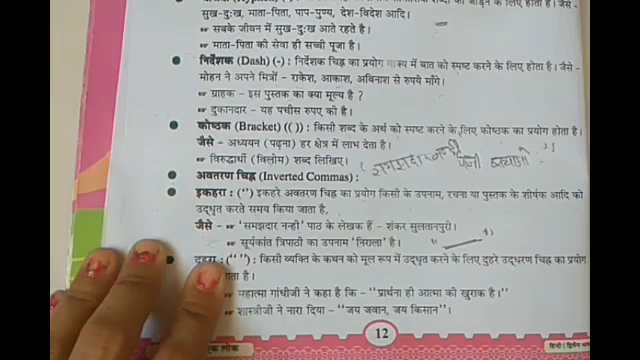 सुख-दुःख, माता-पिता, पाप-पुण्य, देश-विदेश आदि।
☞ सबके जीवन में सुख-दुःख आते रहते है।
☞ माता-पिता की सेवा ही सच्ची पूजा है।
● निर्देशक (Dash) (-) : निर्देशक चिह्न का प्रयोग वाक्य में बात को स्पष्ट करने के लिए होता है। जैसे -
मोहन ने अपने मित्रों - राकेश, आकाश, अविनाश से रुपये माँगे।
☞ ग्राहक - इस पुस्तक का क्या मूल्य है ?
☞ दुकानदार - यह पचीस रुपए की है।
● कोष्ठक (Bracket) ( ( ) ) : किसी शब्द के अर्थ को स्पष्ट करने के लिए कोष्ठक का प्रयोग होता है।
जैसे - अध्ययन (पढ़ना) हर क्षेत्र में लाभ देता है।
☞ विरुद्धार्थी (विलोम) शब्द लिखिए।
● अवतरण चिह्न (Inverted Commas) :
● इकहरा : (‘ ’) इकहरे अवतरण चिह्न का प्रयोग किसी के उपनाम, रचना या पुस्तक के शीर्षक आदि को
उद्धृत करते समय किया जाता है,
जैसे - ☞ ‘समझदार नन्ही’ पाठ के लेखक हैं - शंकर सुलतानपुरी।
☞ सूर्यकांत त्रिपाठी का उपनाम ‘निराला’ है।
दुहरा : (“ ”) : किसी व्यक्ति के कथन को मूल रूप में उद्धृत करने के लिए दुहरे उद्धरण चिह्न का प्रयोग
जाता है।
महात्मा गांधीजी ने कहा है कि - “प्रार्थना ही आत्मा की खुराक है।”
☞ शास्त्रीजी ने नारा दिया - “जय जवान, जय किसान”।
12
लोक
हिन्दी (द्वितीय भाषा